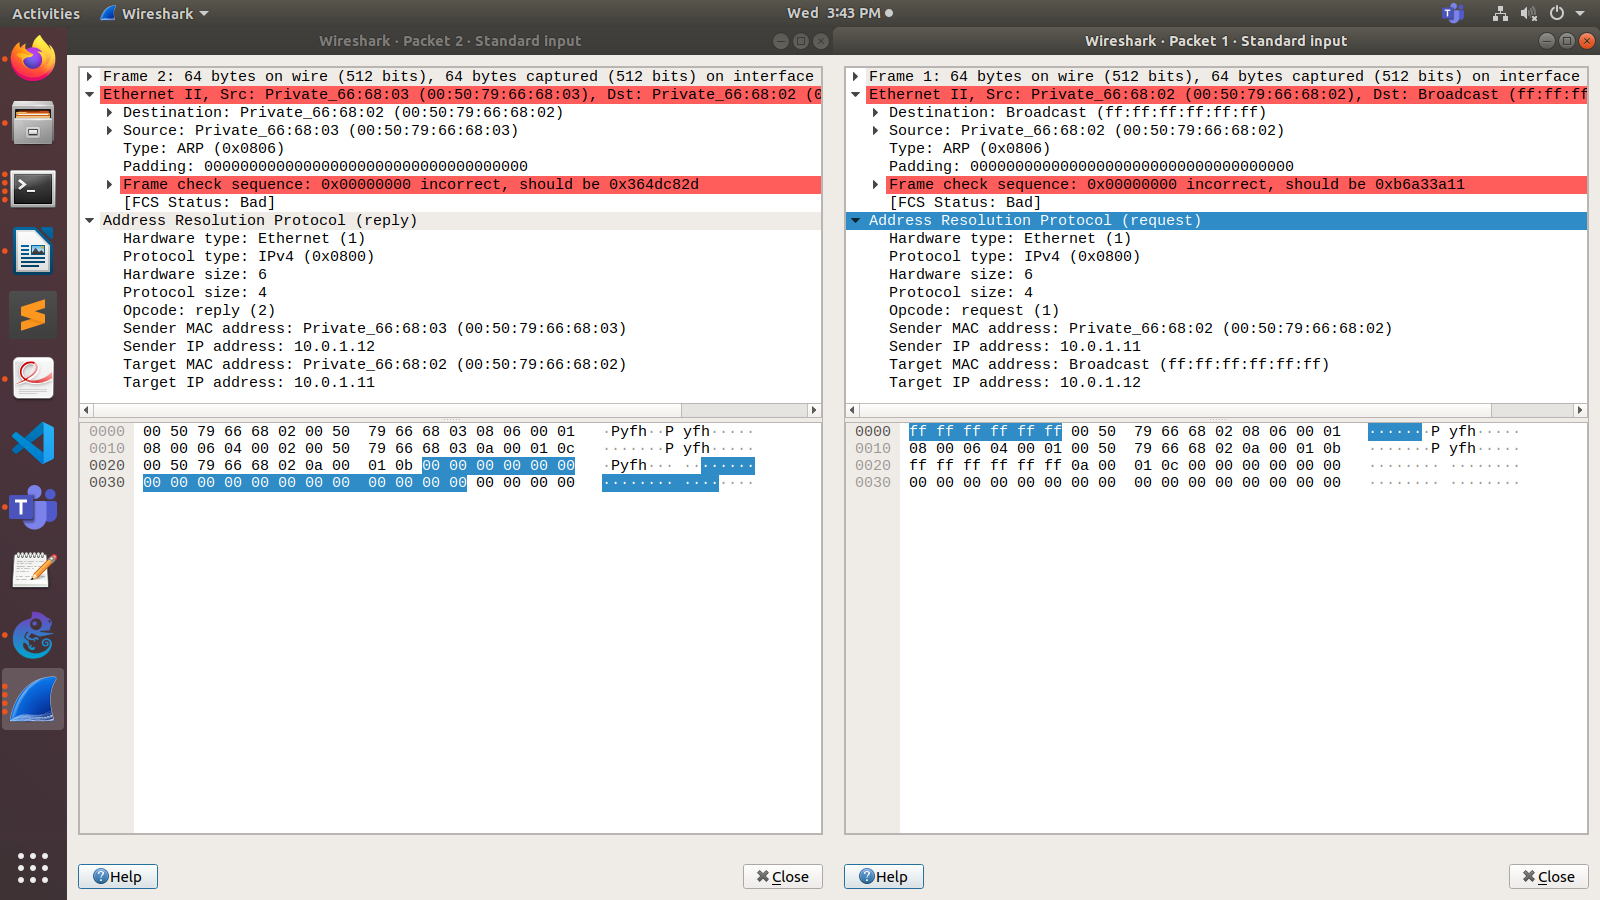 Activities Wireshark Wed 3:43 PM
Wireshark · Packet 2 · Standard input
Frame 2: 64 bytes on wire (512 bits), 64 bytes captured (512 bits) on interface
Ethernet II, Src: Private_66:68:03 (00:50:79:66:68:03), Dst: Private_66:68:02 (0
Destination: Private_66:68:02 (00:50:79:66:68:02)
Source: Private_66:68:03 (00:50:79:66:68:03)
Type: ARP (0x0806)
Padding: 000000000000000000000000000000000000
Frame check sequence: 0x00000000 incorrect, should be 0x364dc82d
[FCS Status: Bad]
Address Resolution Protocol (reply)
Hardware type: Ethernet (1)
Protocol type: IPv4 (0x0800)
Hardware size: 6
Protocol size: 4
Opcode: reply (2)
Sender MAC address: Private_66:68:03 (00:50:79:66:68:03)
Sender IP address: 10.0.1.12
Target MAC address: Private_66:68:02 (00:50:79:66:68:02)
Target IP address: 10.0.1.11
0000 00 50 79 66 68 02 00 50 79 66 68 03 08 06 00 01 ·Pyfh··P yfh·····
0010 08 00 06 04 00 02 00 50 79 66 68 03 0a 00 01 0c ·······P yfh·····
0020 00 50 79 66 68 02 0a 00 01 0b 00 00 00 00 00 00 ·Pyfh··· ········
0030 00 00 00 00 00 00 00 00 00 00 00 00 00 00 00 00 ········ ········
Help Close
Wireshark · Packet 1 · Standard input
Frame 1: 64 bytes on wire (512 bits), 64 bytes captured (512 bits) on interface
Ethernet II, Src: Private_66:68:02 (00:50:79:66:68:02), Dst: Broadcast (ff:ff:ff
Destination: Broadcast (ff:ff:ff:ff:ff:ff)
Source: Private_66:68:02 (00:50:79:66:68:02)
Type: ARP (0x0806)
Padding: 000000000000000000000000000000000000
Frame check sequence: 0x00000000 incorrect, should be 0xb6a33a11
[FCS Status: Bad]
Address Resolution Protocol (request)
Hardware type: Ethernet (1)
Protocol type: IPv4 (0x0800)
Hardware size: 6
Protocol size: 4
Opcode: request (1)
Sender MAC address: Private_66:68:02 (00:50:79:66:68:02)
Sender IP address: 10.0.1.11
Target MAC address: Broadcast (ff:ff:ff:ff:ff:ff)
Target IP address: 10.0.1.12
0000 ff ff ff ff ff ff 00 50 79 66 68 02 08 06 00 01 ·······P yfh·····
0010 08 00 06 04 00 01 00 50 79 66 68 02 0a 00 01 0b ·······P yfh·····
0020 ff ff ff ff ff ff 0a 00 01 0c 00 00 00 00 00 00 ········ ········
0030 00 00 00 00 00 00 00 00 00 00 00 00 00 00 00 00 ········ ········
Help Close